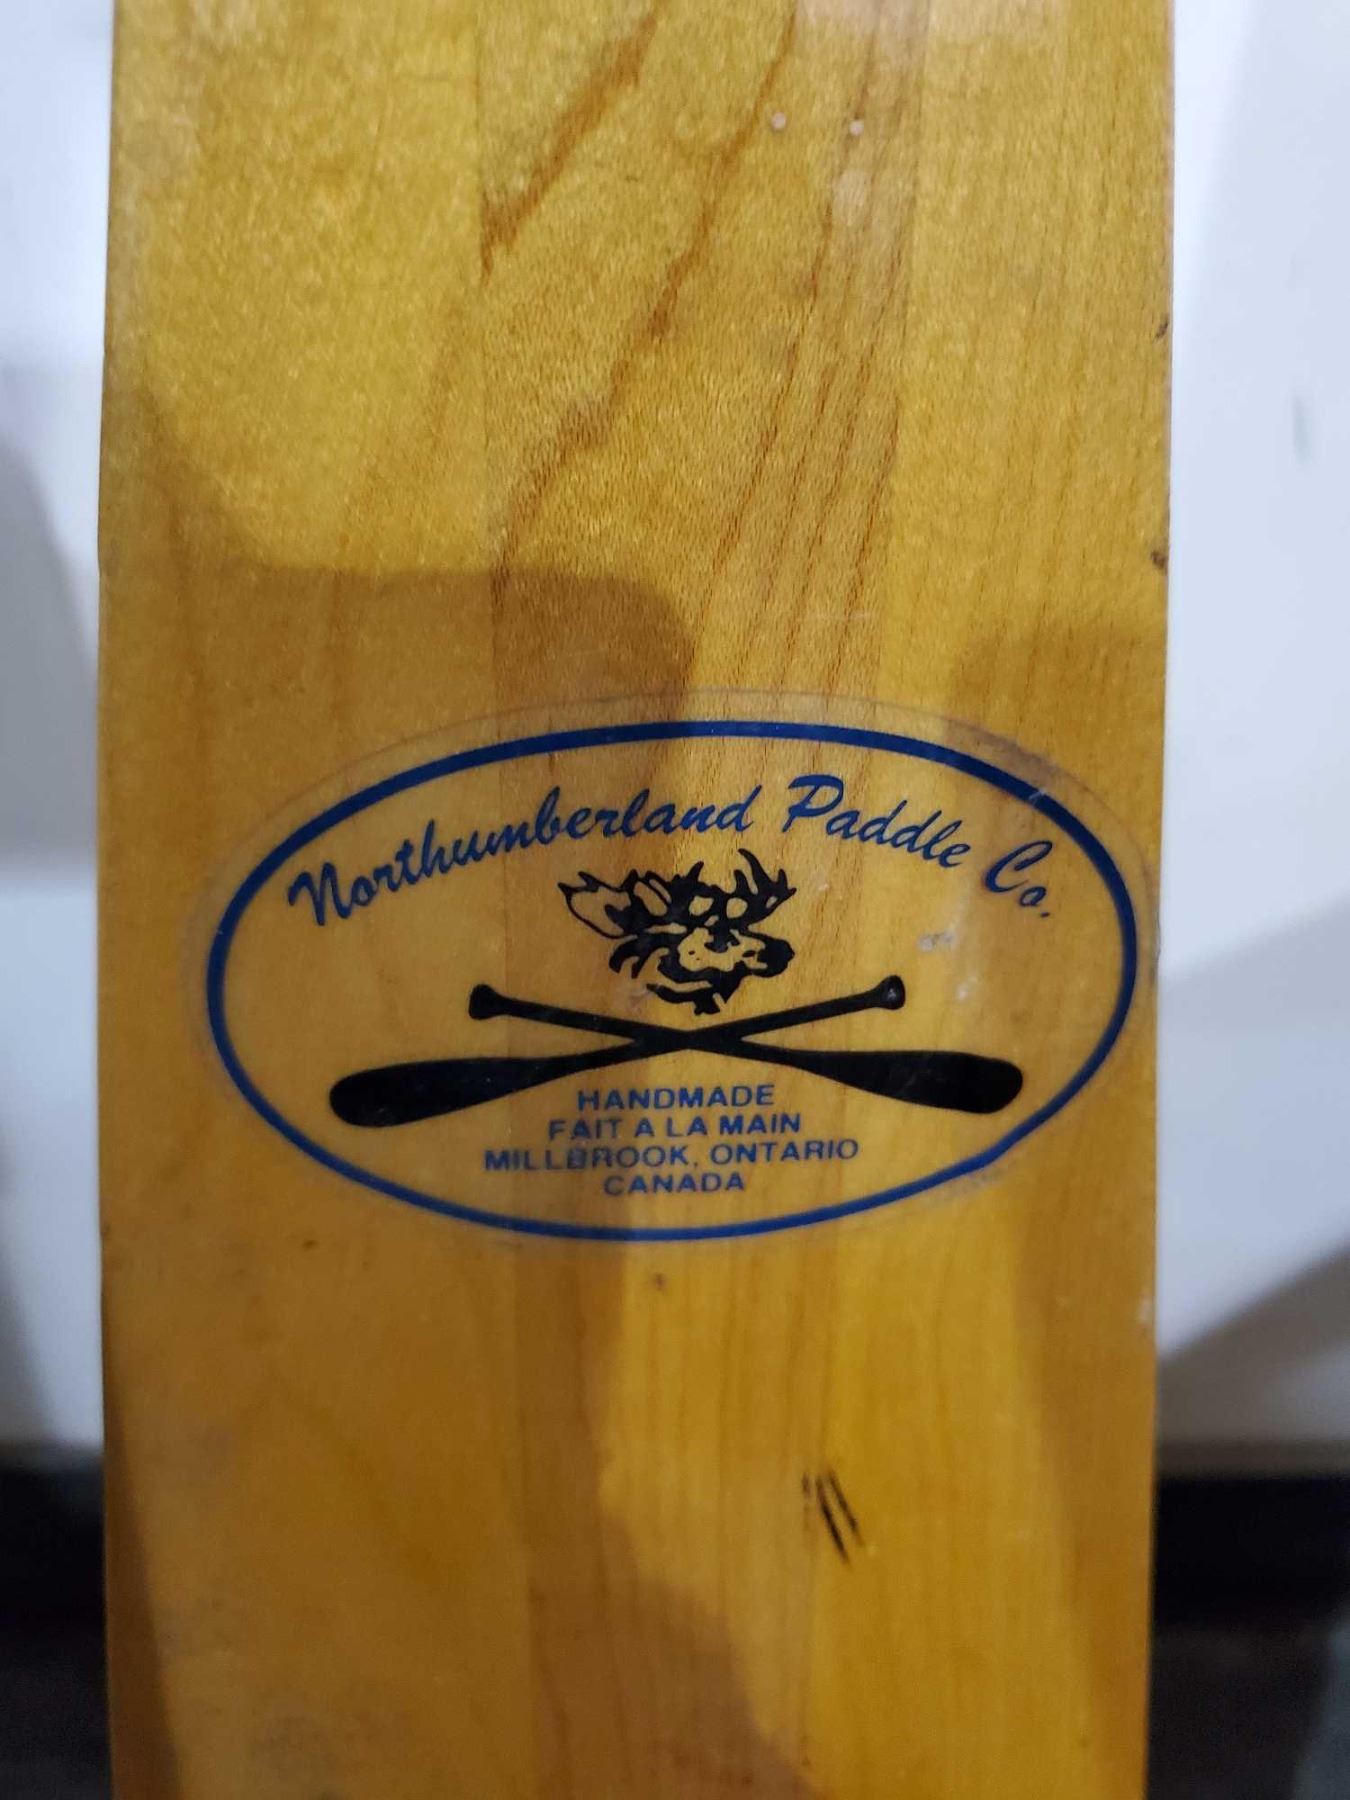 Northumberland Paddle Co.
HANDMADE
FAIT A LA MAIN
MILLBROOK, ONTARIO
CANADA